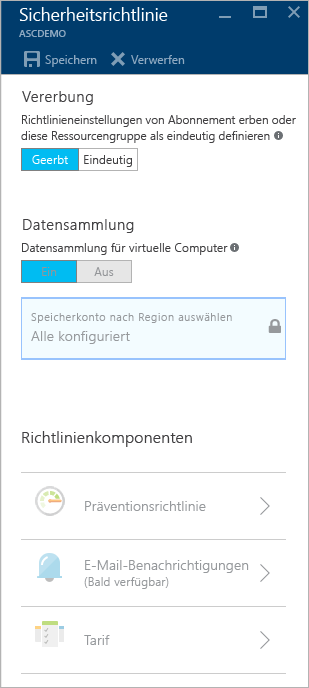 Sicherheitsrichtlinie
ASCDEMO
Speichern Verwerfen
Vererbung
Richtlinieneinstellungen von Abonnement erben oder
diese Ressourcengruppe als eindeutig definieren
Geerbt Eindeutig
Datensammlung
Datensammlung für virtuelle Computer
Ein Aus
Speicherkonto nach Region auswählen
Alle konfiguriert
Richtlinienkomponenten
Präventionsrichtlinie
E-Mail-Benachrichtigungen
(Bald verfügbar)
Tarif